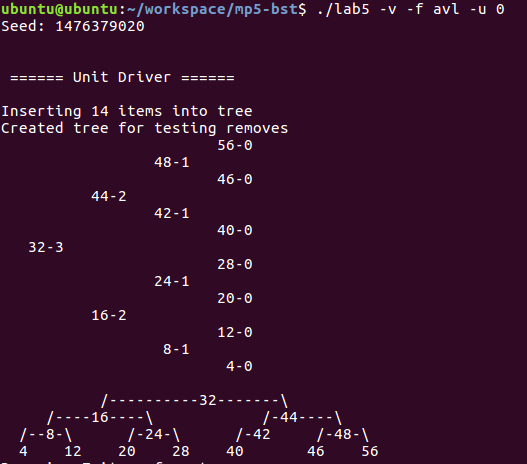 ubuntu@ubuntu:~/workspace/mp5-bst$ ./lab5 -v -f avl -u 0
Seed: 1476379020
====== Unit Driver ======
Inserting 14 items into tree
Created tree for testing removes
56-0
48-1
46-0
44-2
42-1
40-0
32-3
28-0
24-1
20-0
16-2
12-0
8-1
4-0
/----------32-------\
/----16----\ /-44----\
/--8-\ /-24-\ /-42 /-48-\
4 12 20 28 40 46 56